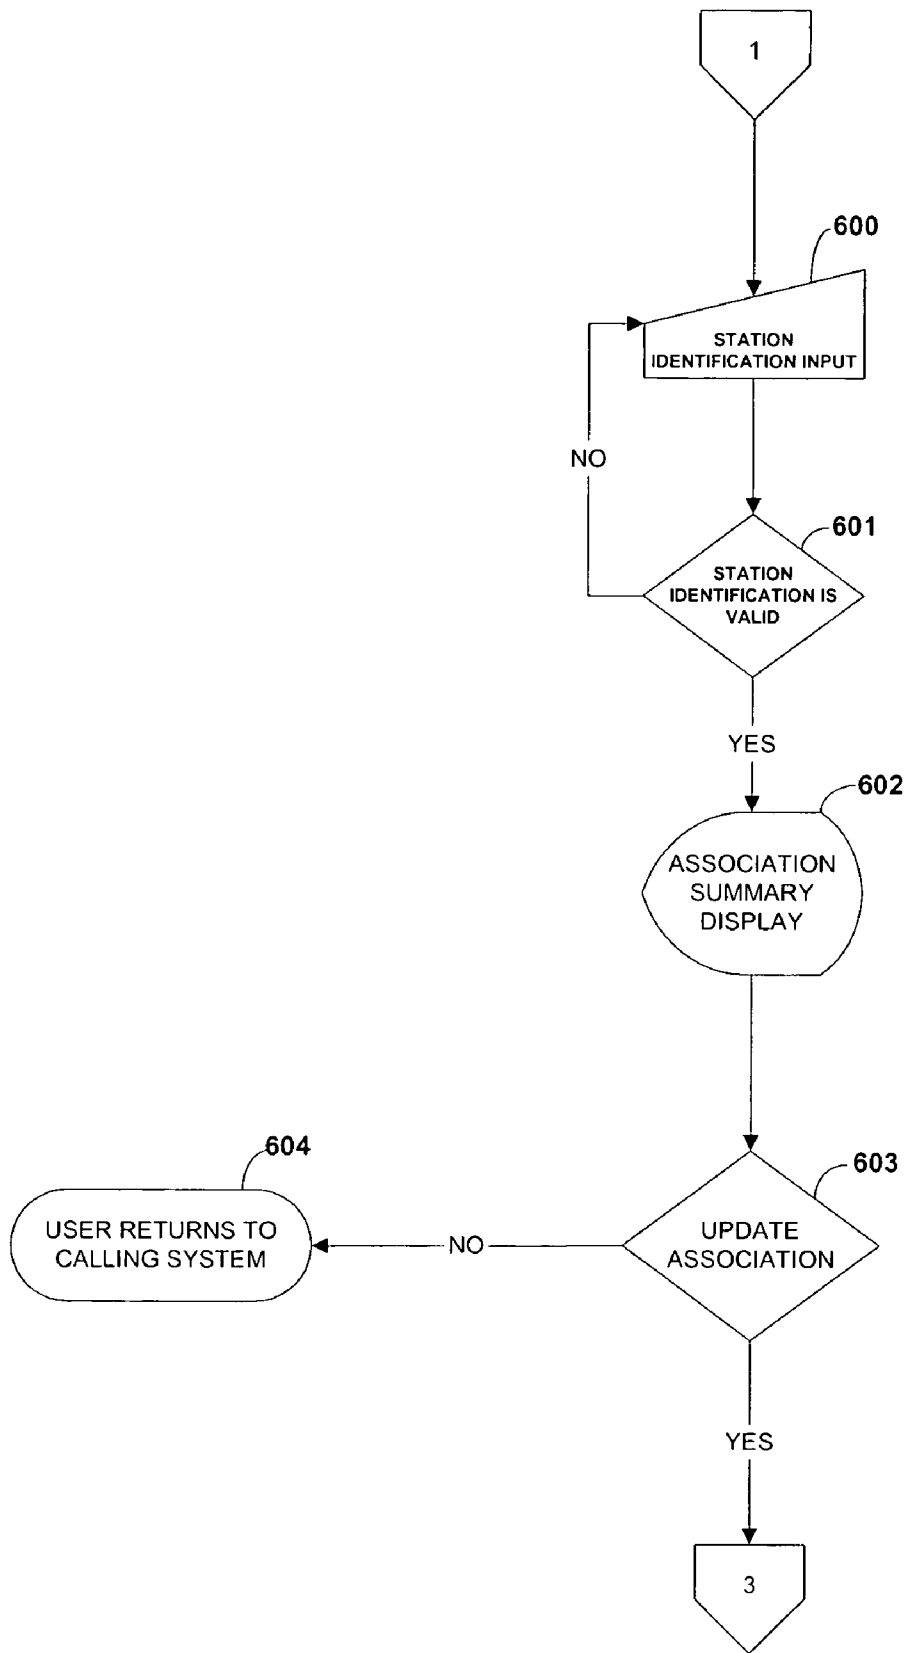 1
600
STATION
IDENTIFICATION INPUT
NO
601
STATION
IDENTIFICATION IS
VALID
YES
602
ASSOCIATION
SUMMARY
DISPLAY
604
USER RETURNS TO
CALLING SYSTEM
NO
603
UPDATE
ASSOCIATION
YES
3